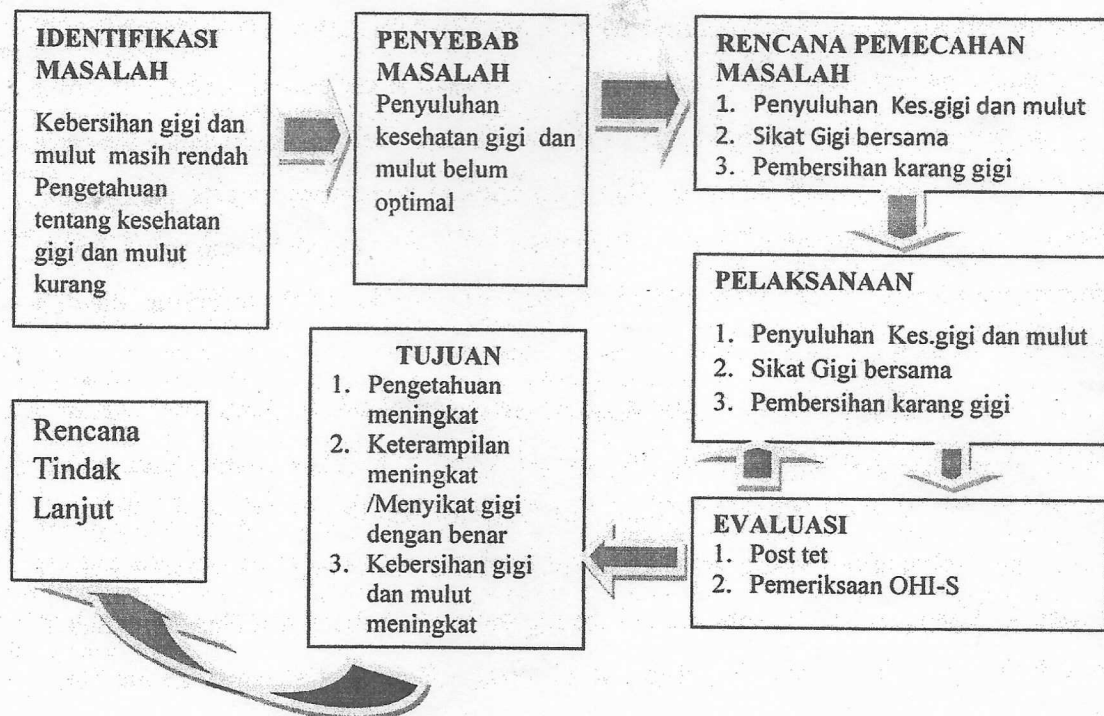 IDENTIFIKASI
MASALAH
Kebersihan gigi dan
mulut masih rendah
Pengetahuan
tentang kesehatan
gigi dan mulut
kurang
PENYEBAB
MASALAH
Penyuluhan
kesehatan gigi dan
mulut belum
optimal
RENCANA PEMECAHAN
MASALAH
1. Penyuluhan Kes.gigi dan mulut
2. Sikat Gigi bersama
3. Pembersihan karang gigi
PELAKSANAAN
1. Penyuluhan Kes.gigi dan mulut
2. Sikat Gigi bersama
3. Pembersihan karang gigi
EVALUASI
1. Post tet
2. Pemeriksaan OHI-S
TUJUAN
1. Pengetahuan
meningkat
2. Keterampilan
meningkat
/Menyikat gigi
dengan benar
3. Kebersihan gigi
dan mulut
meningkat
Rencana
Tindak
Lanjut